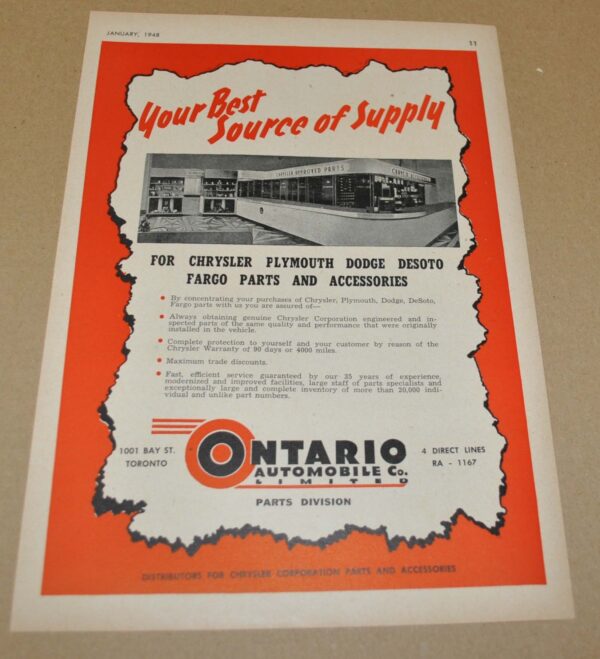 JANUARY, 1948
11
Your Best
Source of Supply
CHRYSLER APPROVED PARTS
FOR CHRYSLER PLYMOUTH DODGE DESOTO
FARGO PARTS AND ACCESSORIES
• By concentrating your purchases of Chrysler, Plymouth, Dodge, DeSoto,
Fargo parts with us you are assured of—
• Always obtaining genuine Chrysler Corporation engineered and in-
spected parts of the same quality and performance that were originally
installed in the vehicle.
• Complete protection to yourself and your customer by reason of the
Chrysler Warranty of 90 days or 4000 miles.
• Maximum trade discounts.
• Fast, efficient service guaranteed by our 35 years of experience,
modernized and improved facilities, large staff of parts specialists and
exceptionally large and complete inventory of more than 20,000 indi-
vidual and unlike part numbers.
1001 BAY ST.
TORONTO
ONTARIO
AUTOMOBILE Co.
LIMITED
4 DIRECT LINES
RA - 1167
PARTS DIVISION
DISTRIBUTORS FOR CHRYSLER CORPORATION PARTS AND ACCESSORIES